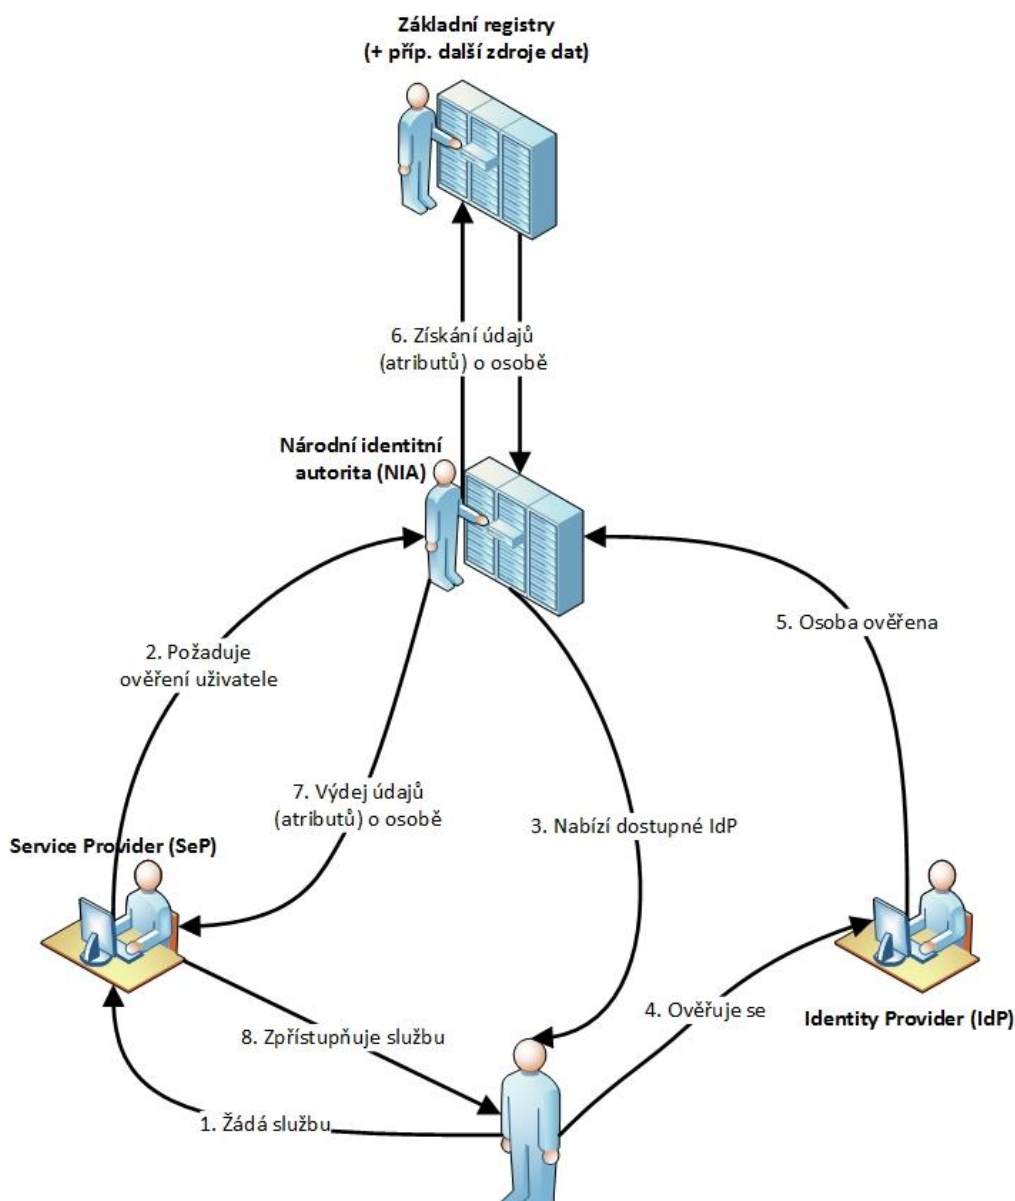 Základní registry
(+ příp. další zdroje dat)
6. Získání údajů
(atributů) o osobě
Národní identitní
autorita (NIA)
5. Osoba ověřena
2. Požaduje
ověření uživatele
7. Výdej údajů
(atributů) o osobě
3. Nabízí dostupné IdP
Service Provider (SeP)
4. Ověřuje se
Identity Provider (IdP)
8. Zpřístupňuje službu
1. Žádá službu